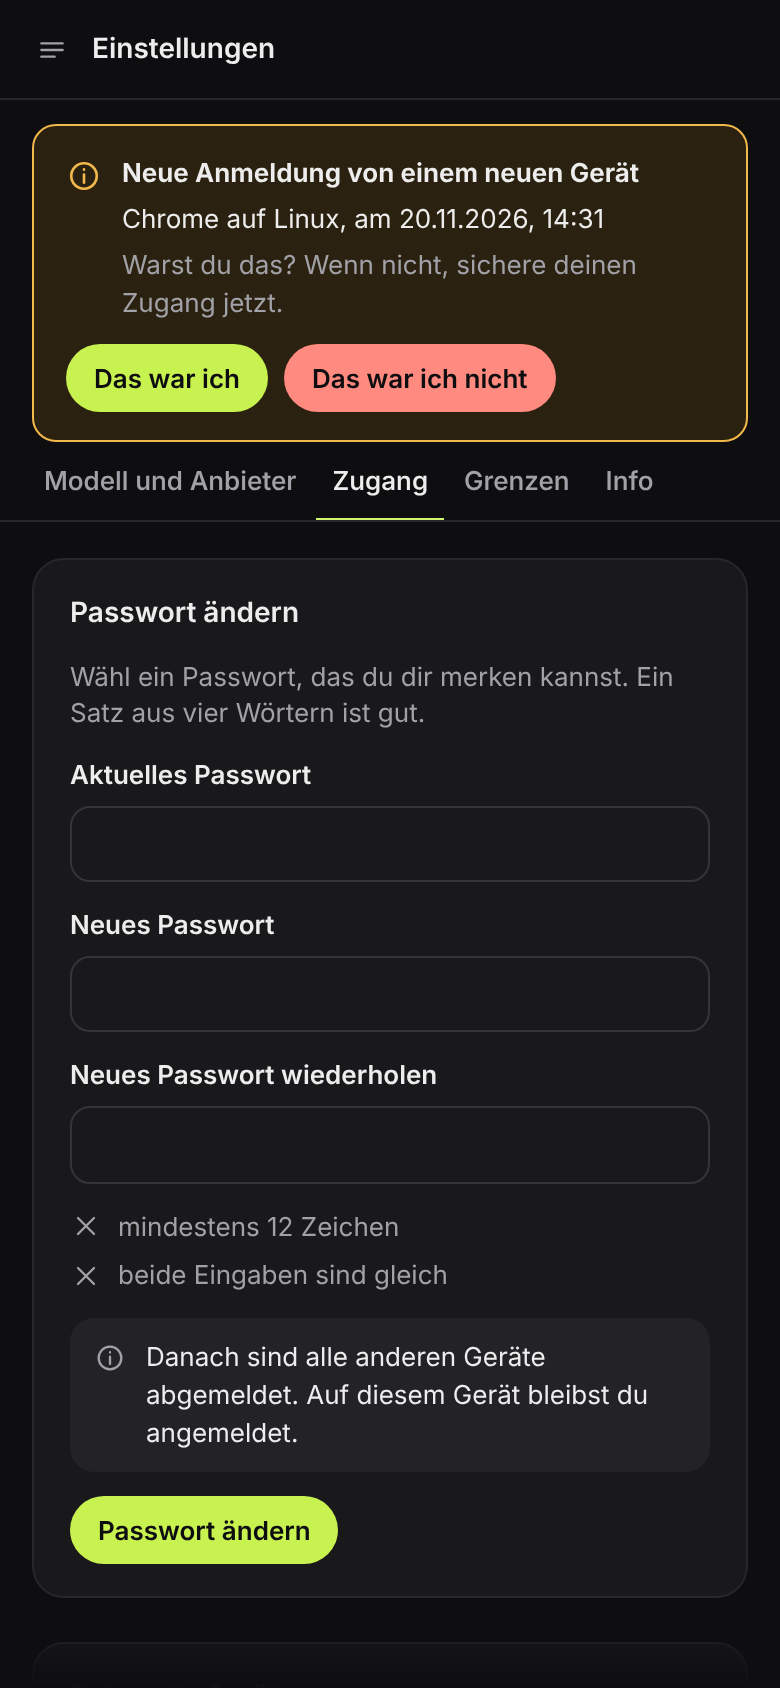 Einstellungen
Neue Anmeldung von einem neuen Gerät
Chrome auf Linux, am 20.11.2026, 14:31
Warst du das? Wenn nicht, sichere deinen
Zugang jetzt.
Das war ich
Das war ich nicht
Modell und Anbieter
Zugang
Grenzen
Info
Passwort ändern
Wähl ein Passwort, das du dir merken kannst. Ein
Satz aus vier Wörtern ist gut.
Aktuelles Passwort
Neues Passwort
Neues Passwort wiederholen
mindestens 12 Zeichen
beide Eingaben sind gleich
Danach sind alle anderen Geräte
abgemeldet. Auf diesem Gerät bleibst du
angemeldet.
Passwort ändern